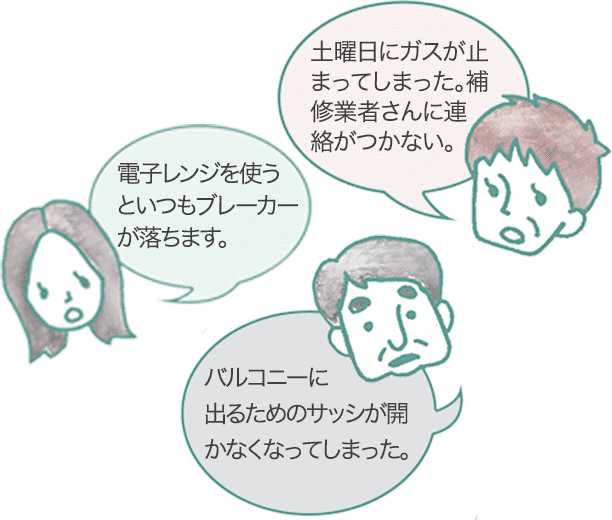 土曜日にガスが止
まってしまった。補
修業者さんに連
絡がつかない。
電子レンジを使う
といつもブレーカー
が落ちます。
バルコニーに
出るためのサッシが開
かなくなってしまった。